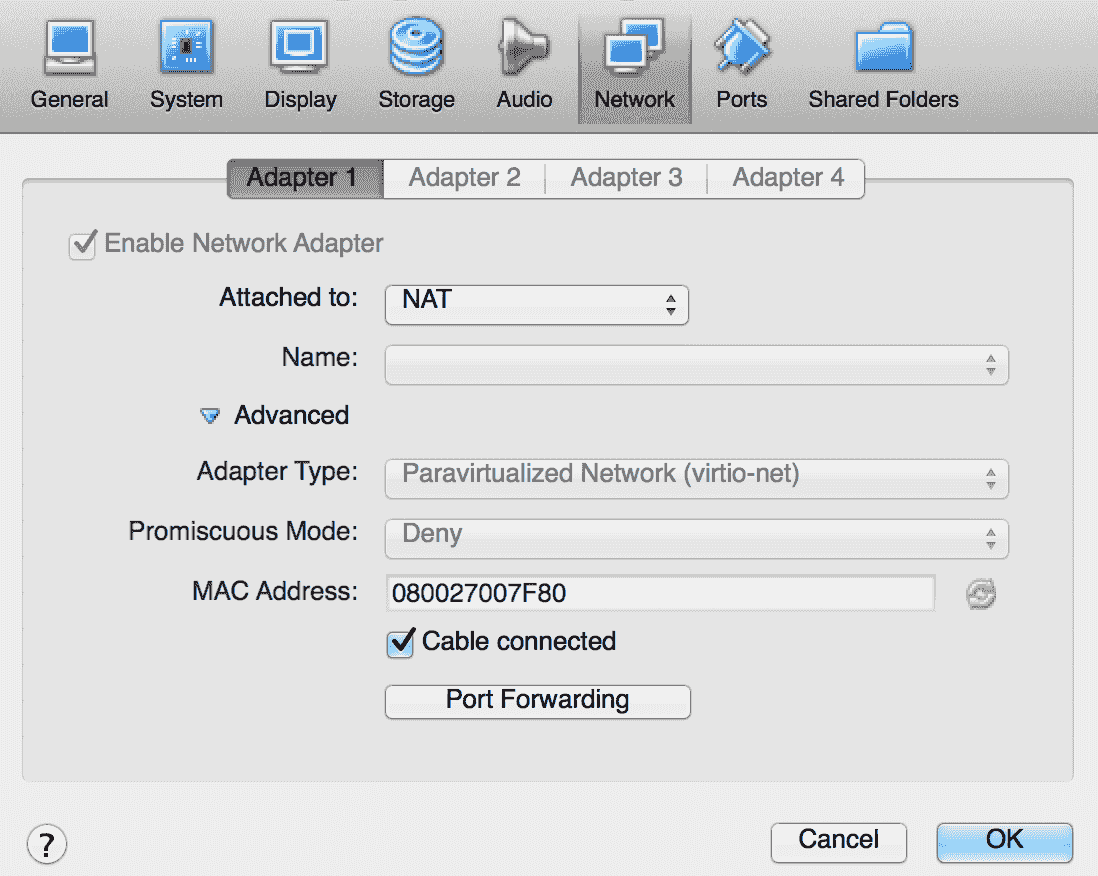 General System Display Storage Audio Network Ports Shared Folders
Adapter 1 Adapter 2 Adapter 3 Adapter 4
Enable Network Adapter
Attached to: NAT
Name:
Advanced
Adapter Type: Paravirtualized Network (virtio-net)
Promiscuous Mode: Deny
MAC Address: 080027007F80
Cable connected
Port Forwarding
? Cancel OK